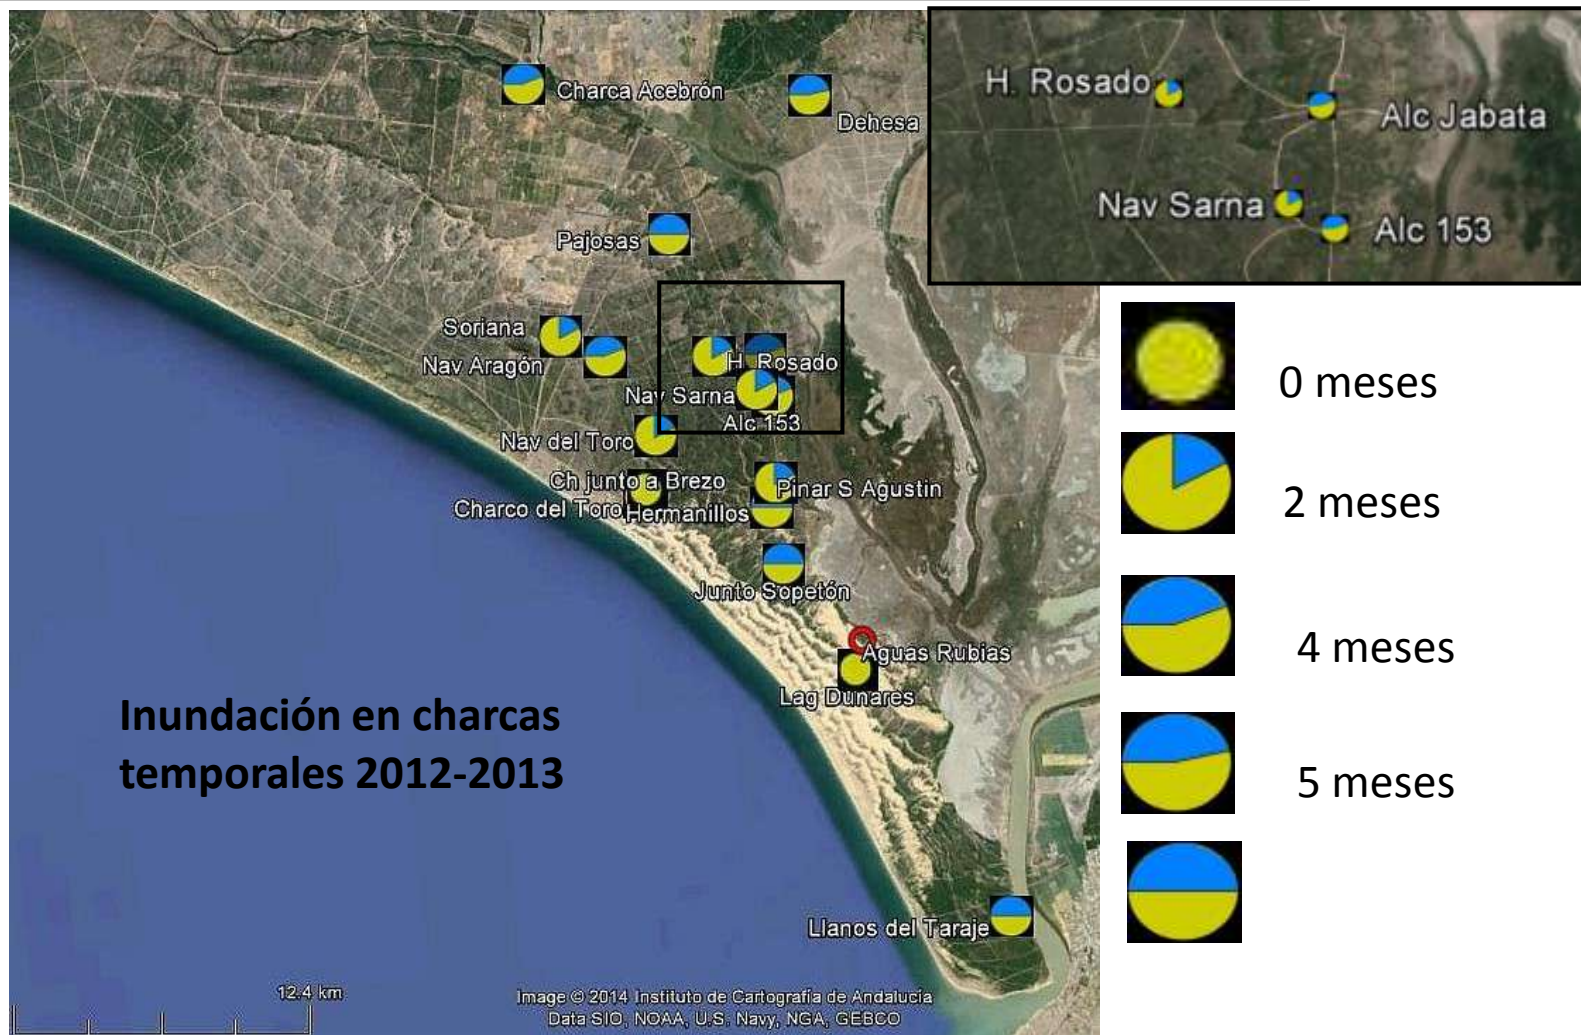 Charca Acebrón
Dehesa
H. Rosado
Alc Jabata
Nav Sarna
Alc 153
Pajosas
Soriana
Nav Aragón
H. Rosado
Nav Sarna
Alc 153
Nav del Toro
Ch junto a Brezo
Pinar S Agustin
Charco del Toro
Hermanillos
Junto Sopetón
Aguas Rubias
Lag Dunares
Llanos del Taraje
Inundación en charcas
temporales 2012-2013
0 meses
2 meses
4 meses
5 meses
12.4 km
Image © 2014 Instituto de Cartografía de Andalucía
Data SIO, NOAA, U.S. Navy, NGA, GEBCO